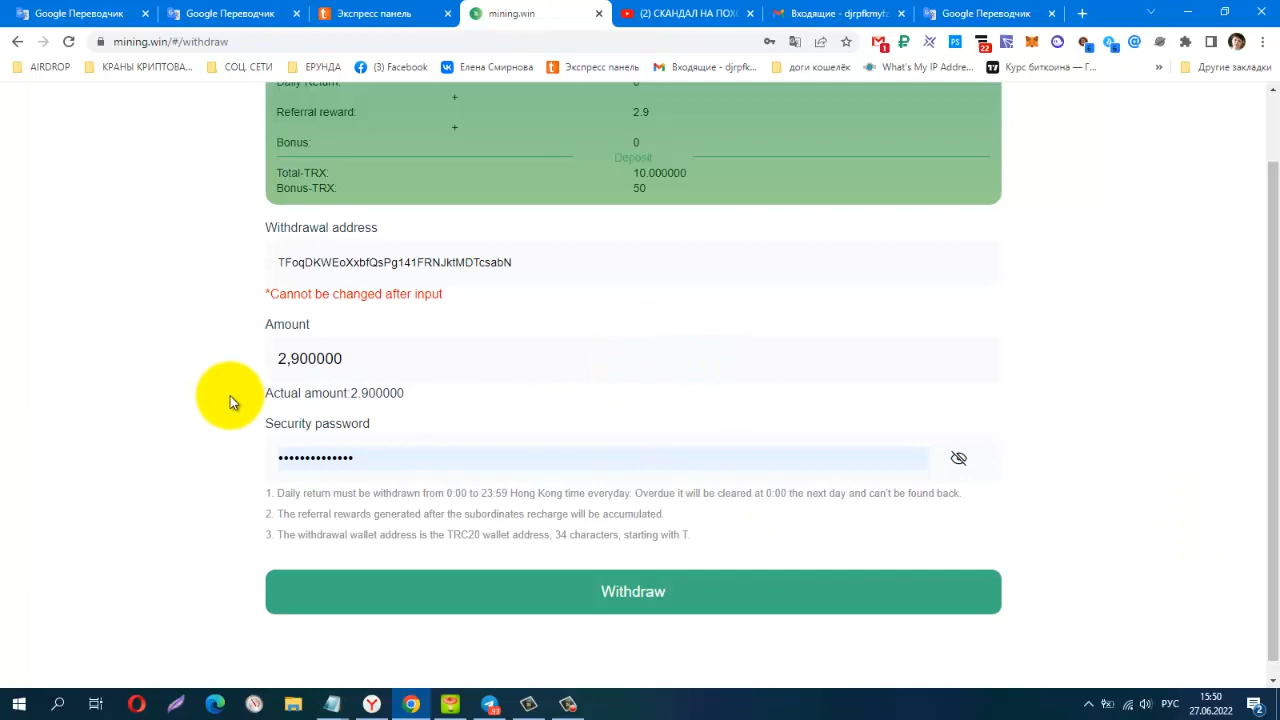 Google Переводчик
Google Переводчик
Экспресс панель
mining.win
(2) СКАНДАЛ НА ПОХО
Входящие - djrpfkmyfz
Google Переводчик
mining.win/#/withdraw
AIRDROP
КРАНЫ КРИПТОВА...
СОЦ. СЕТИ
ЕРУНДА
(3) Facebook
Елена Смирнова
Экспресс панель
Входящие - djrpfk...
доги кошелёк
What's My IP Addre...
Курс биткоина — Г...
»
Другие закладки
Daily Return: 0
+
Referral reward: 2.9
+
Bonus: 0
Deposit
Total-TRX: 10.000000
Bonus-TRX: 50
Withdrawal address
TFoqDKWEoXxbfQsPg141FRNJktMDTcsabN
*Cannot be changed after input
Amount
2,900000
Actual amount:2.900000
Security password
••••••••••••••
1. Daily return must be withdrawn from 0:00 to 23:59 Hong Kong time everyday. Overdue it will be cleared at 0:00 the next day and can't be found back.
2. The referral rewards generated after the subordinates recharge will be accumulated.
3. The withdrawal wallet address is the TRC20 wallet address, 34 characters, starting with T.
Withdraw
РУС
15:50
27.06.2022